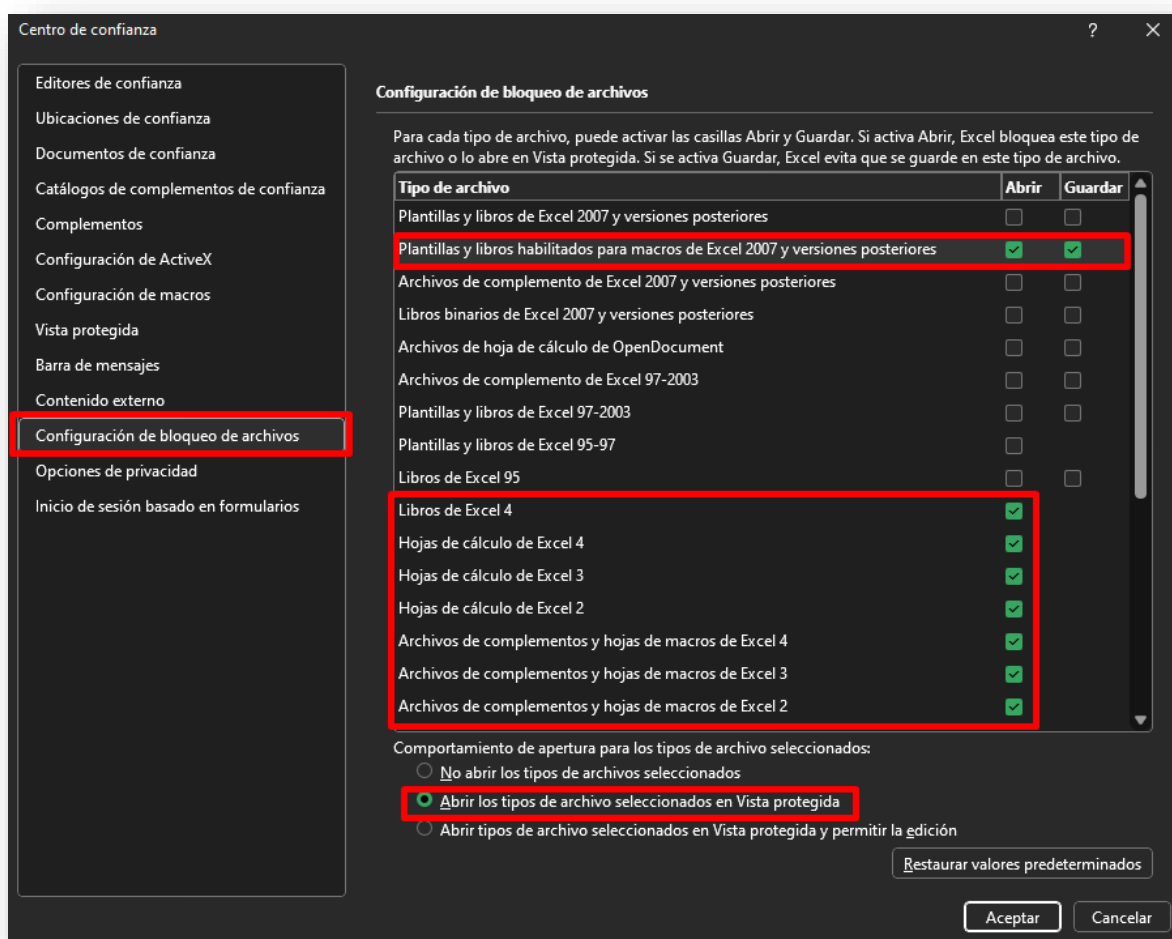 Centro de confianza
?
Editores de confianza
Ubicaciones de confianza
Documentos de confianza
Catálogos de complementos de confianza
Complementos
Configuración de ActiveX
Configuración de macros
Vista protegida
Barra de mensajes
Contenido externo
Configuración de bloqueo de archivos
Opciones de privacidad
Inicio de sesión basado en formularios
Configuración de bloqueo de archivos
Para cada tipo de archivo, puede activar las casillas Abrir y Guardar. Si activa Abrir, Excel bloquea este tipo de
archivo o lo abre en Vista protegida. Si se activa Guardar, Excel evita que se guarde en este tipo de archivo.
Tipo de archivo Abrir Guardar
Plantillas y libros de Excel 2007 y versiones posteriores
Plantillas y libros habilitados para macros de Excel 2007 y versiones posteriores
Archivos de complemento de Excel 2007 y versiones posteriores
Libros binarios de Excel 2007 y versiones posteriores
Archivos de hoja de cálculo de OpenDocument
Archivos de complemento de Excel 97-2003
Plantillas y libros de Excel 97-2003
Plantillas y libros de Excel 95-97
Libros de Excel 95
Libros de Excel 4
Hojas de cálculo de Excel 4
Hojas de cálculo de Excel 3
Hojas de cálculo de Excel 2
Archivos de complementos y hojas de macros de Excel 4
Archivos de complementos y hojas de macros de Excel 3
Archivos de complementos y hojas de macros de Excel 2
Comportamiento de apertura para los tipos de archivo seleccionados:
No abrir los tipos de archivos seleccionados
Abrir los tipos de archivo seleccionados en Vista protegida
Abrir tipos de archivo seleccionados en Vista protegida y permitir la edición
Restaurar valores predeterminados
Aceptar Cancelar